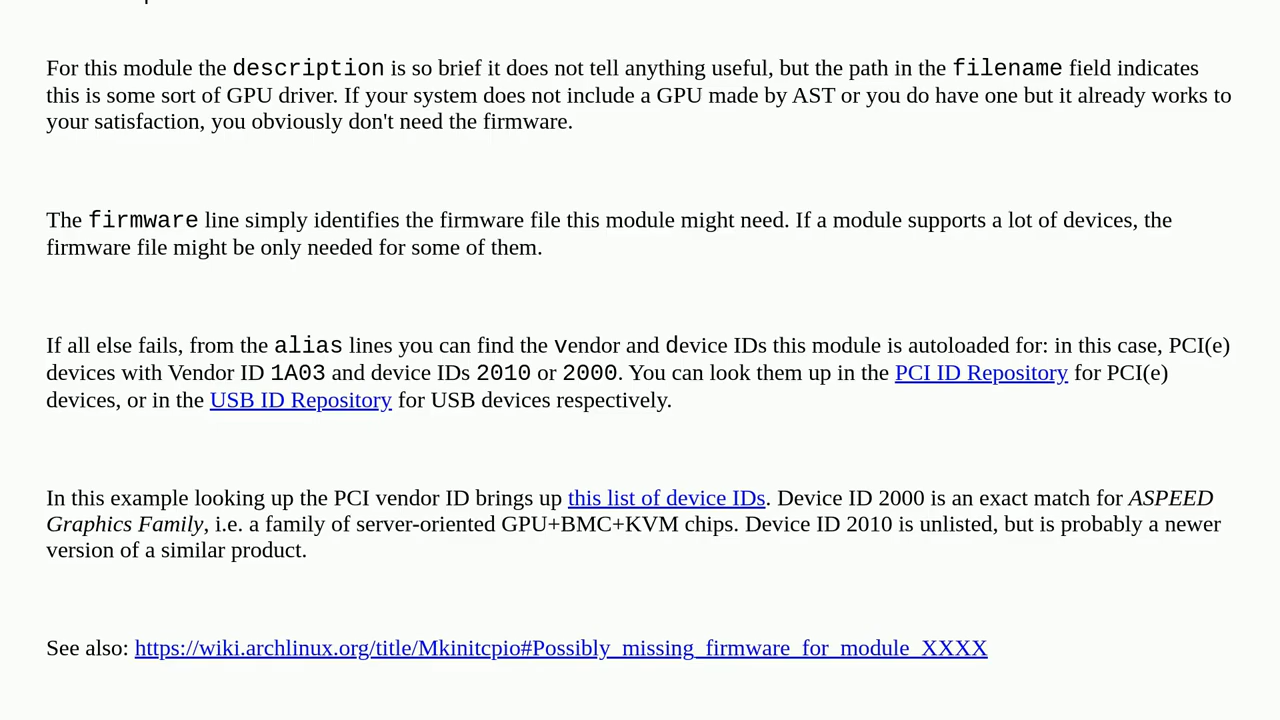 For this module the description is so brief it does not tell anything useful, but the path in the filename field indicates
this is some sort of GPU driver. If your system does not include a GPU made by AST or you do have one but it already works to
your satisfaction, you obviously don't need the firmware.
The firmware line simply identifies the firmware file this module might need. If a module supports a lot of devices, the
firmware file might be only needed for some of them.
If all else fails, from the alias lines you can find the vendor and device IDs this module is autoloaded for: in this case, PCI(e)
devices with Vendor ID 1A03 and device IDs 2010 or 2000. You can look them up in the PCI ID Repository for PCI(e)
devices, or in the USB ID Repository for USB devices respectively.
In this example looking up the PCI vendor ID brings up this list of device IDs. Device ID 2000 is an exact match for ASPEED
Graphics Family, i.e. a family of server-oriented GPU+BMC+KVM chips. Device ID 2010 is unlisted, but is probably a newer
version of a similar product.
See also: https://wiki.archlinux.org/title/Mkinitcpio#Possibly_missing_firmware_for_module_XXXX